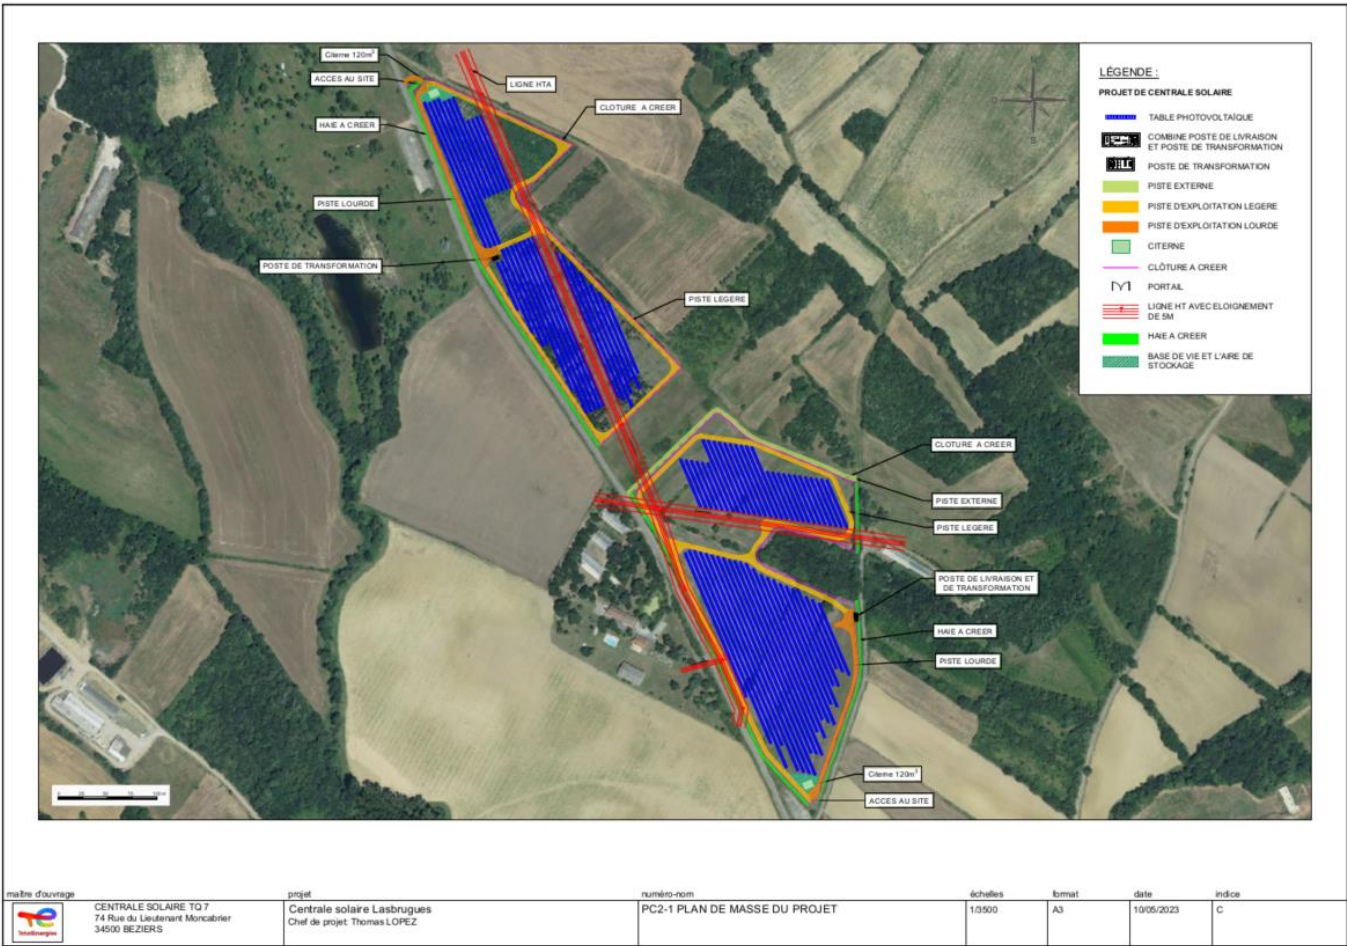 Citerne 120m³
ACCES AU SITE
LIGNE HTA
CLOTURE A CREER
HAIE A CREER
PISTE LOURDE
POSTE DE TRANSFORMATION
PISTE LEGERE
CLOTURE A CREER
PISTE EXTERNE
PISTE LEGERE
POSTE DE LIVRAISON ET
DE TRANSFORMATION
HAIE A CREER
PISTE LOURDE
Citerne 120m³
ACCES AU SITE
LÉGENDE :
PROJET DE CENTRALE SOLAIRE
TABLE PHOTOVOLTAÏQUE
COMBINE POSTE DE LIVRAISON
ET POSTE DE TRANSFORMATION
POSTE DE TRANSFORMATION
PISTE EXTERNE
PISTE D'EXPLOITATION LEGERE
PISTE D'EXPLOITATION LOURDE
CITERNE
CLÔTURE A CREER
PORTAIL
LIGNE HT AVEC ELOIGNEMENT
DE 5M
HAIE A CREER
BASE DE VIE ET L'AIRE DE
STOCKAGE
maître d'ouvrage
TotalEnergies
CENTRALE SOLAIRE TQ 7
74 Rue du Lieutenant Moncabrier
34500 BEZIERS
projet
Centrale solaire Lasbrugues
Chef de projet: Thomas LOPEZ
numéro-nom
PC2-1 PLAN DE MASSE DU PROJET
échelles
1/3500
format
A3
date
10/05/2023
indice
C